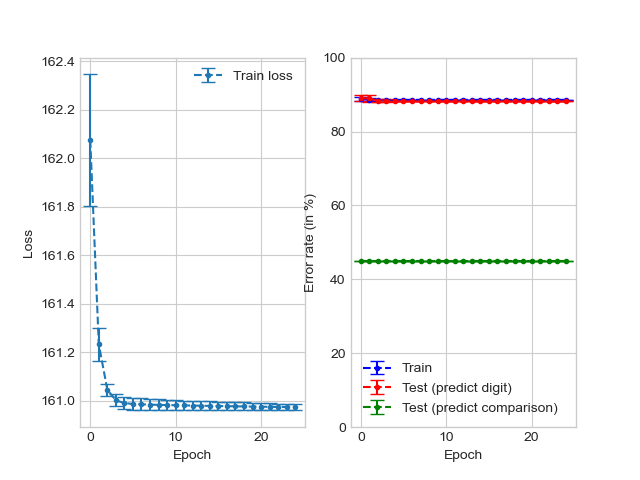 162.4
162.2
162.0
161.8
161.6
161.4
161.2
161.0
0
10
20
Loss
Epoch
Train loss
100
80
60
40
20
0
0
10
20
Error rate (in %)
Epoch
Train
Test (predict digit)
Test (predict comparison)